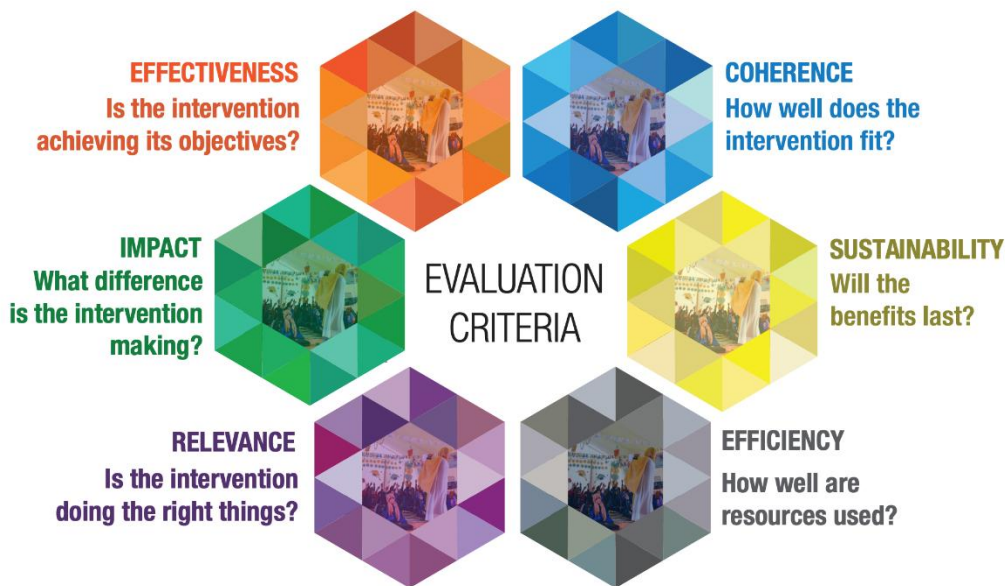 EFFECTIVENESS
Is the intervention
achieving its objectives?
COHERENCE
How well does the
intervention fit?
IMPACT
What difference
is the intervention
making?
EVALUATION
CRITERIA
SUSTAINABILITY
Will the
benefits last?
RELEVANCE
Is the intervention
doing the right things?
EFFICIENCY
How well are
resources used?